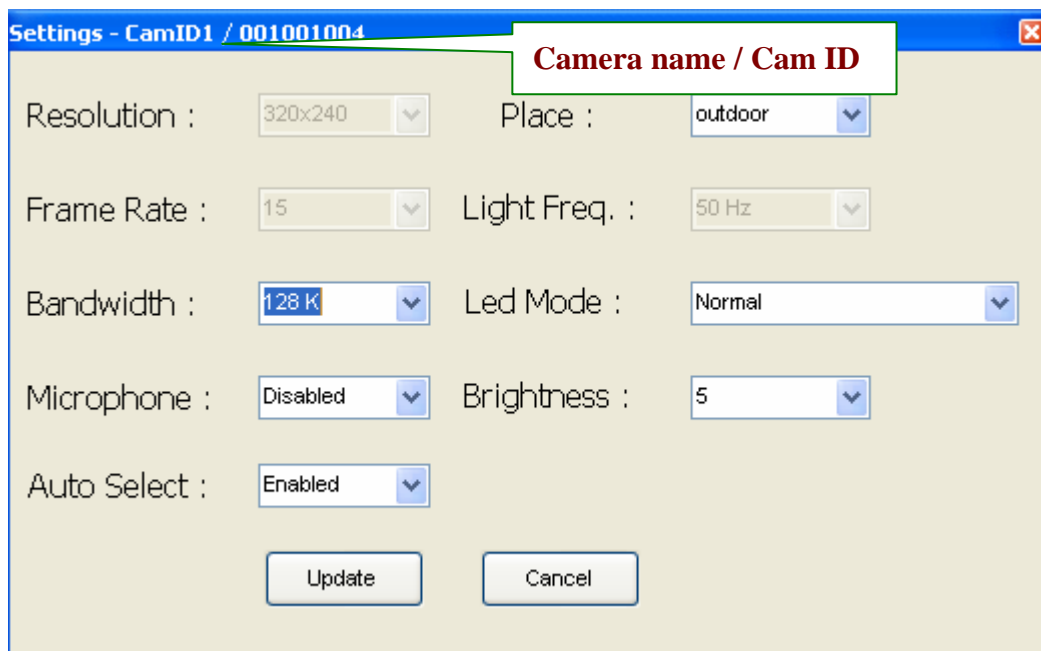 Settings - CamID1 / 001001004
Camera name / Cam ID
Resolution : 320x240 Place : outdoor
Frame Rate : 15 Light Freq. : 50 Hz
Bandwidth : 128 K Led Mode : Normal
Microphone : Disabled Brightness : 5
Auto Select : Enabled
Update Cancel